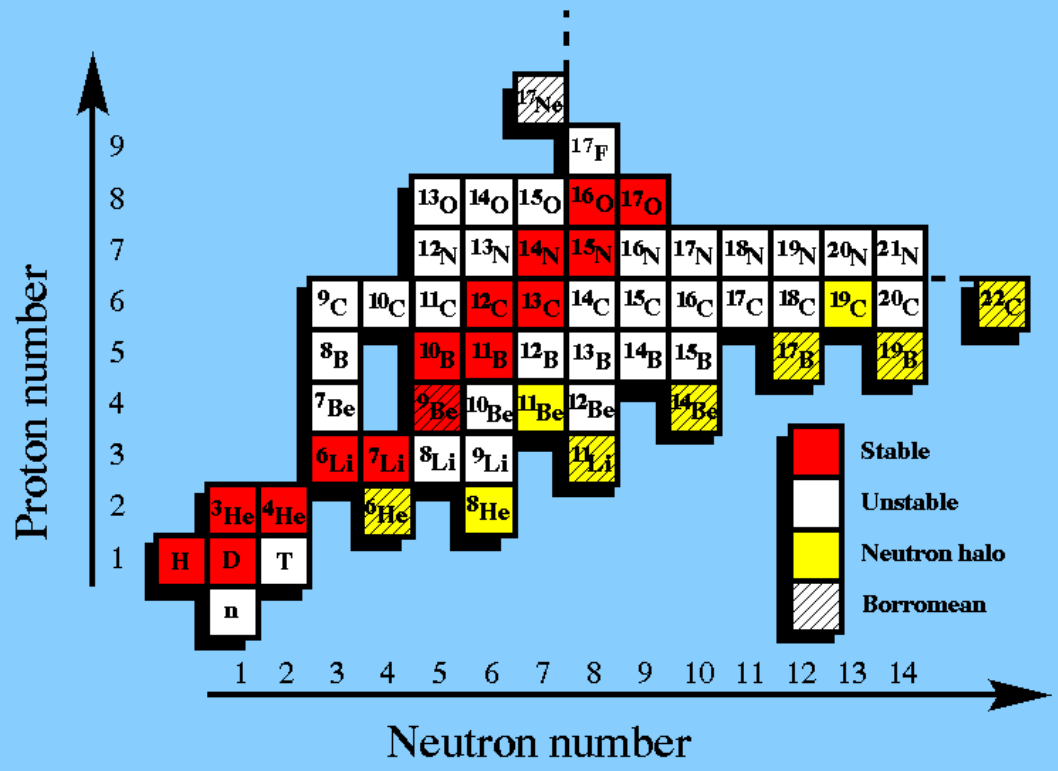 ¹⁷Ne
9 ¹⁷F
8 ¹³O ¹⁴O ¹⁵O ¹⁶O ¹⁷O
7 ¹²N ¹³N ¹⁴N ¹⁵N ¹⁶N ¹⁷N ¹⁸N ¹⁹N ²⁰N ²¹N
6 ⁹C ¹⁰C ¹¹C ¹²C ¹³C ¹⁴C ¹⁵C ¹⁶C ¹⁷C ¹⁸C ¹⁹C ²⁰C ²²C
5 ⁸B ¹⁰B ¹¹B ¹²B ¹³B ¹⁴B ¹⁵B ¹⁷B ¹⁹B
4 ⁷Be ⁹Be ¹⁰Be ¹¹Be ¹²Be ¹⁴Be
3 ⁶Li ⁷Li ⁸Li ⁹Li ¹¹Li
2 ³He ⁴He ⁶He ⁸He
1 H D T
n
Proton number
Stable
Unstable
Neutron halo
Borromean
1 2 3 4 5 6 7 8 9 10 11 12 13 14
Neutron number